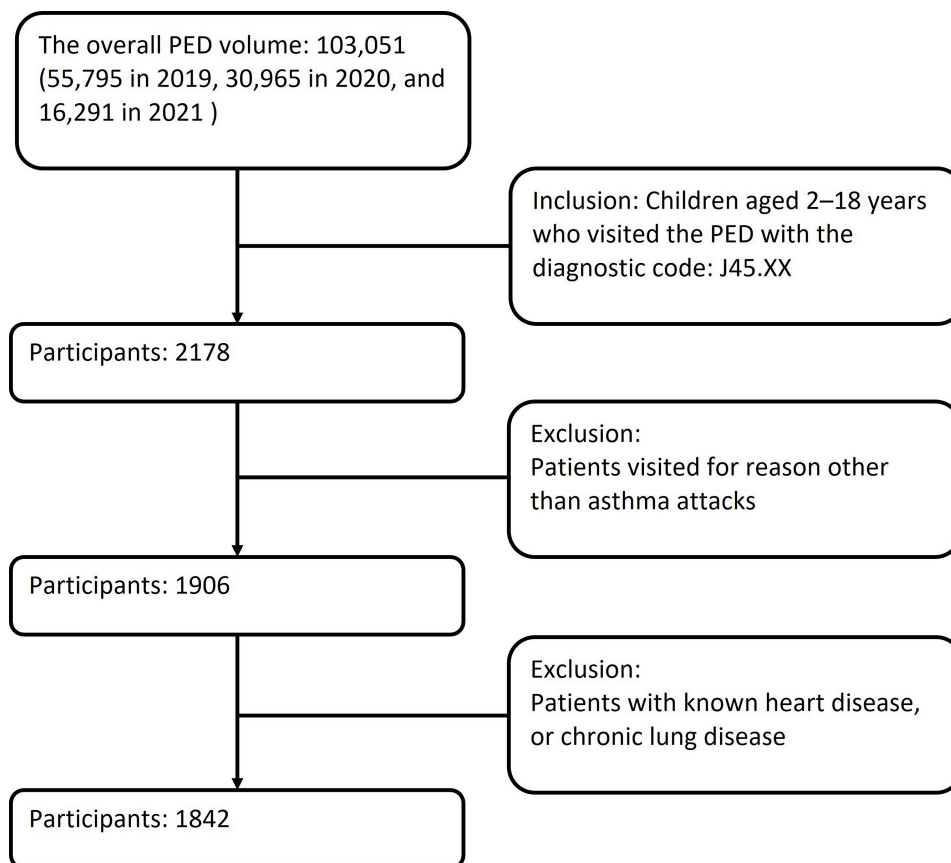 The overall PED volume: 103,051
(55,795 in 2019, 30,965 in 2020, and
16,291 in 2021 )
Inclusion: Children aged 2–18 years
who visited the PED with the
diagnostic code: J45.XX
Participants: 2178
Exclusion:
Patients visited for reason other
than asthma attacks
Participants: 1906
Exclusion:
Patients with known heart disease,
or chronic lung disease
Participants: 1842